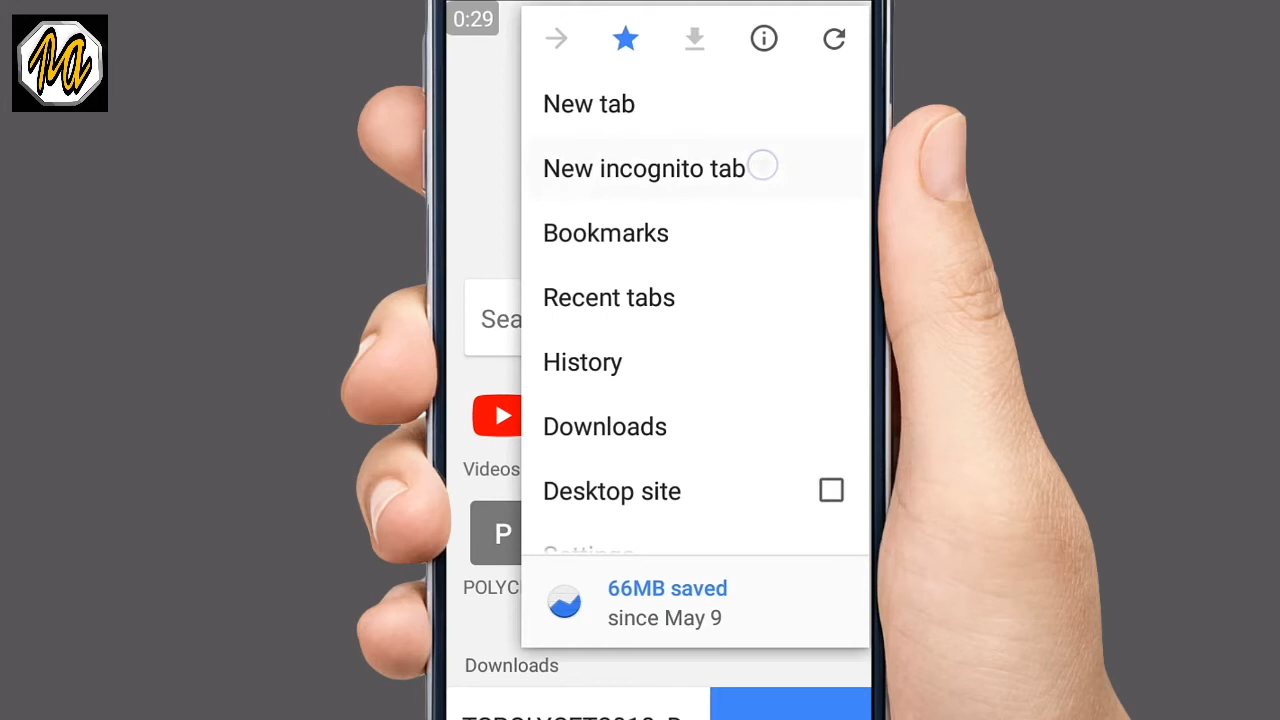 0:29
New tab
New incognito tab
Bookmarks
Recent tabs
History
Downloads
Desktop site
Settings
66MB saved
since May 9
Sea
Videos
P
POLYC
Downloads